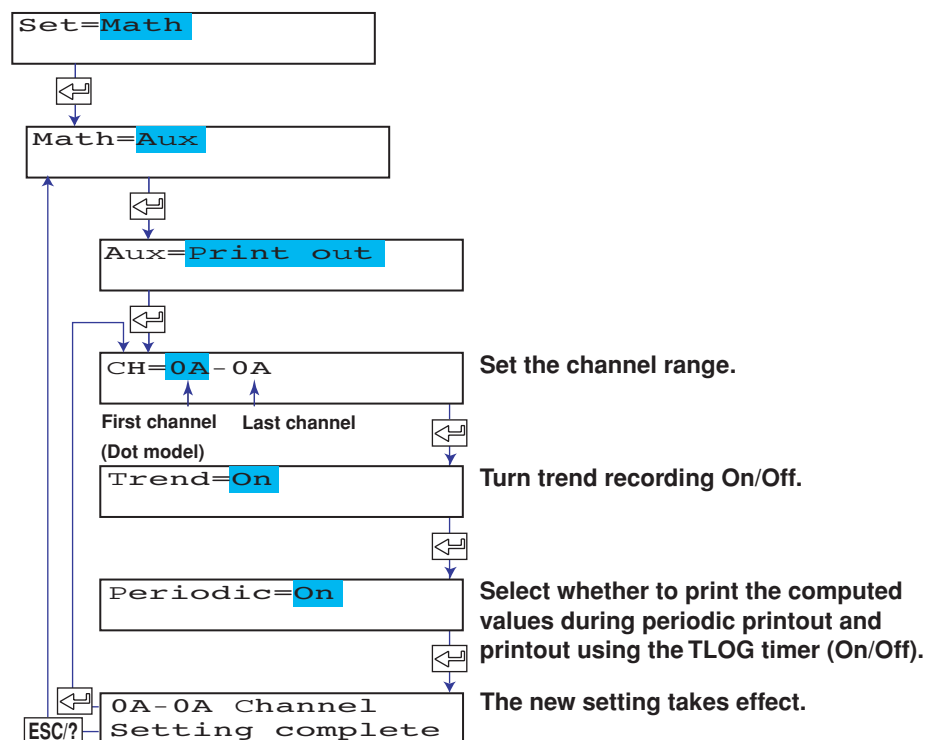 Set=Math
Math=Aux
Aux=Print out
CH=0A-0A
Set the channel range.
First channel Last channel
(Dot model)
Trend=On
Turn trend recording On/Off.
Periodic=On
Select whether to print the computed
values during periodic printout and
printout using the TLOG timer (On/Off).
0A-0A Channel
Setting complete
The new setting takes effect.
ESC/?